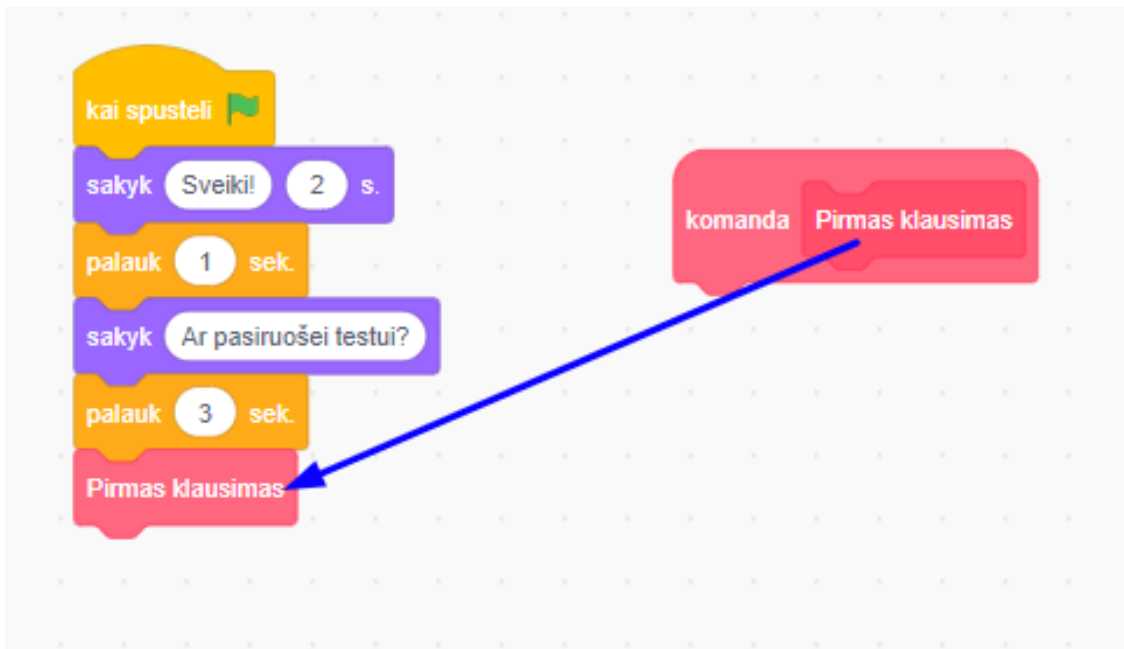 kai spusteli
sakyk Sveiki! 2 s.
palauk 1 sek.
sakyk Ar pasiruošei testui?
palauk 3 sek.
Pirmas klausimas
komanda Pirmas klausimas